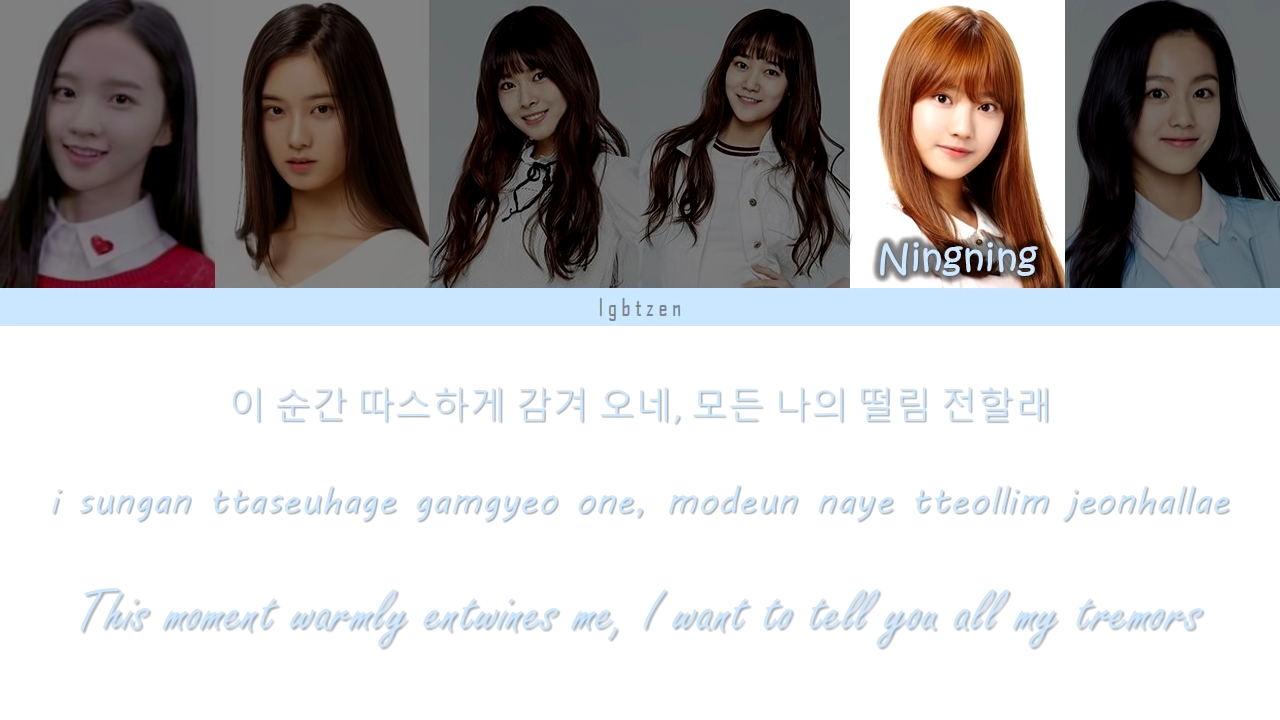 Ningning
lgbtzen
이 순간 따스하게 감겨 오네, 모든 나의 떨림 전할래
i sungan ttaseuhage gamgyeo one, modeun naye tteollim jeonhallae
This moment warmly entwines me, I want to tell you all my tremors